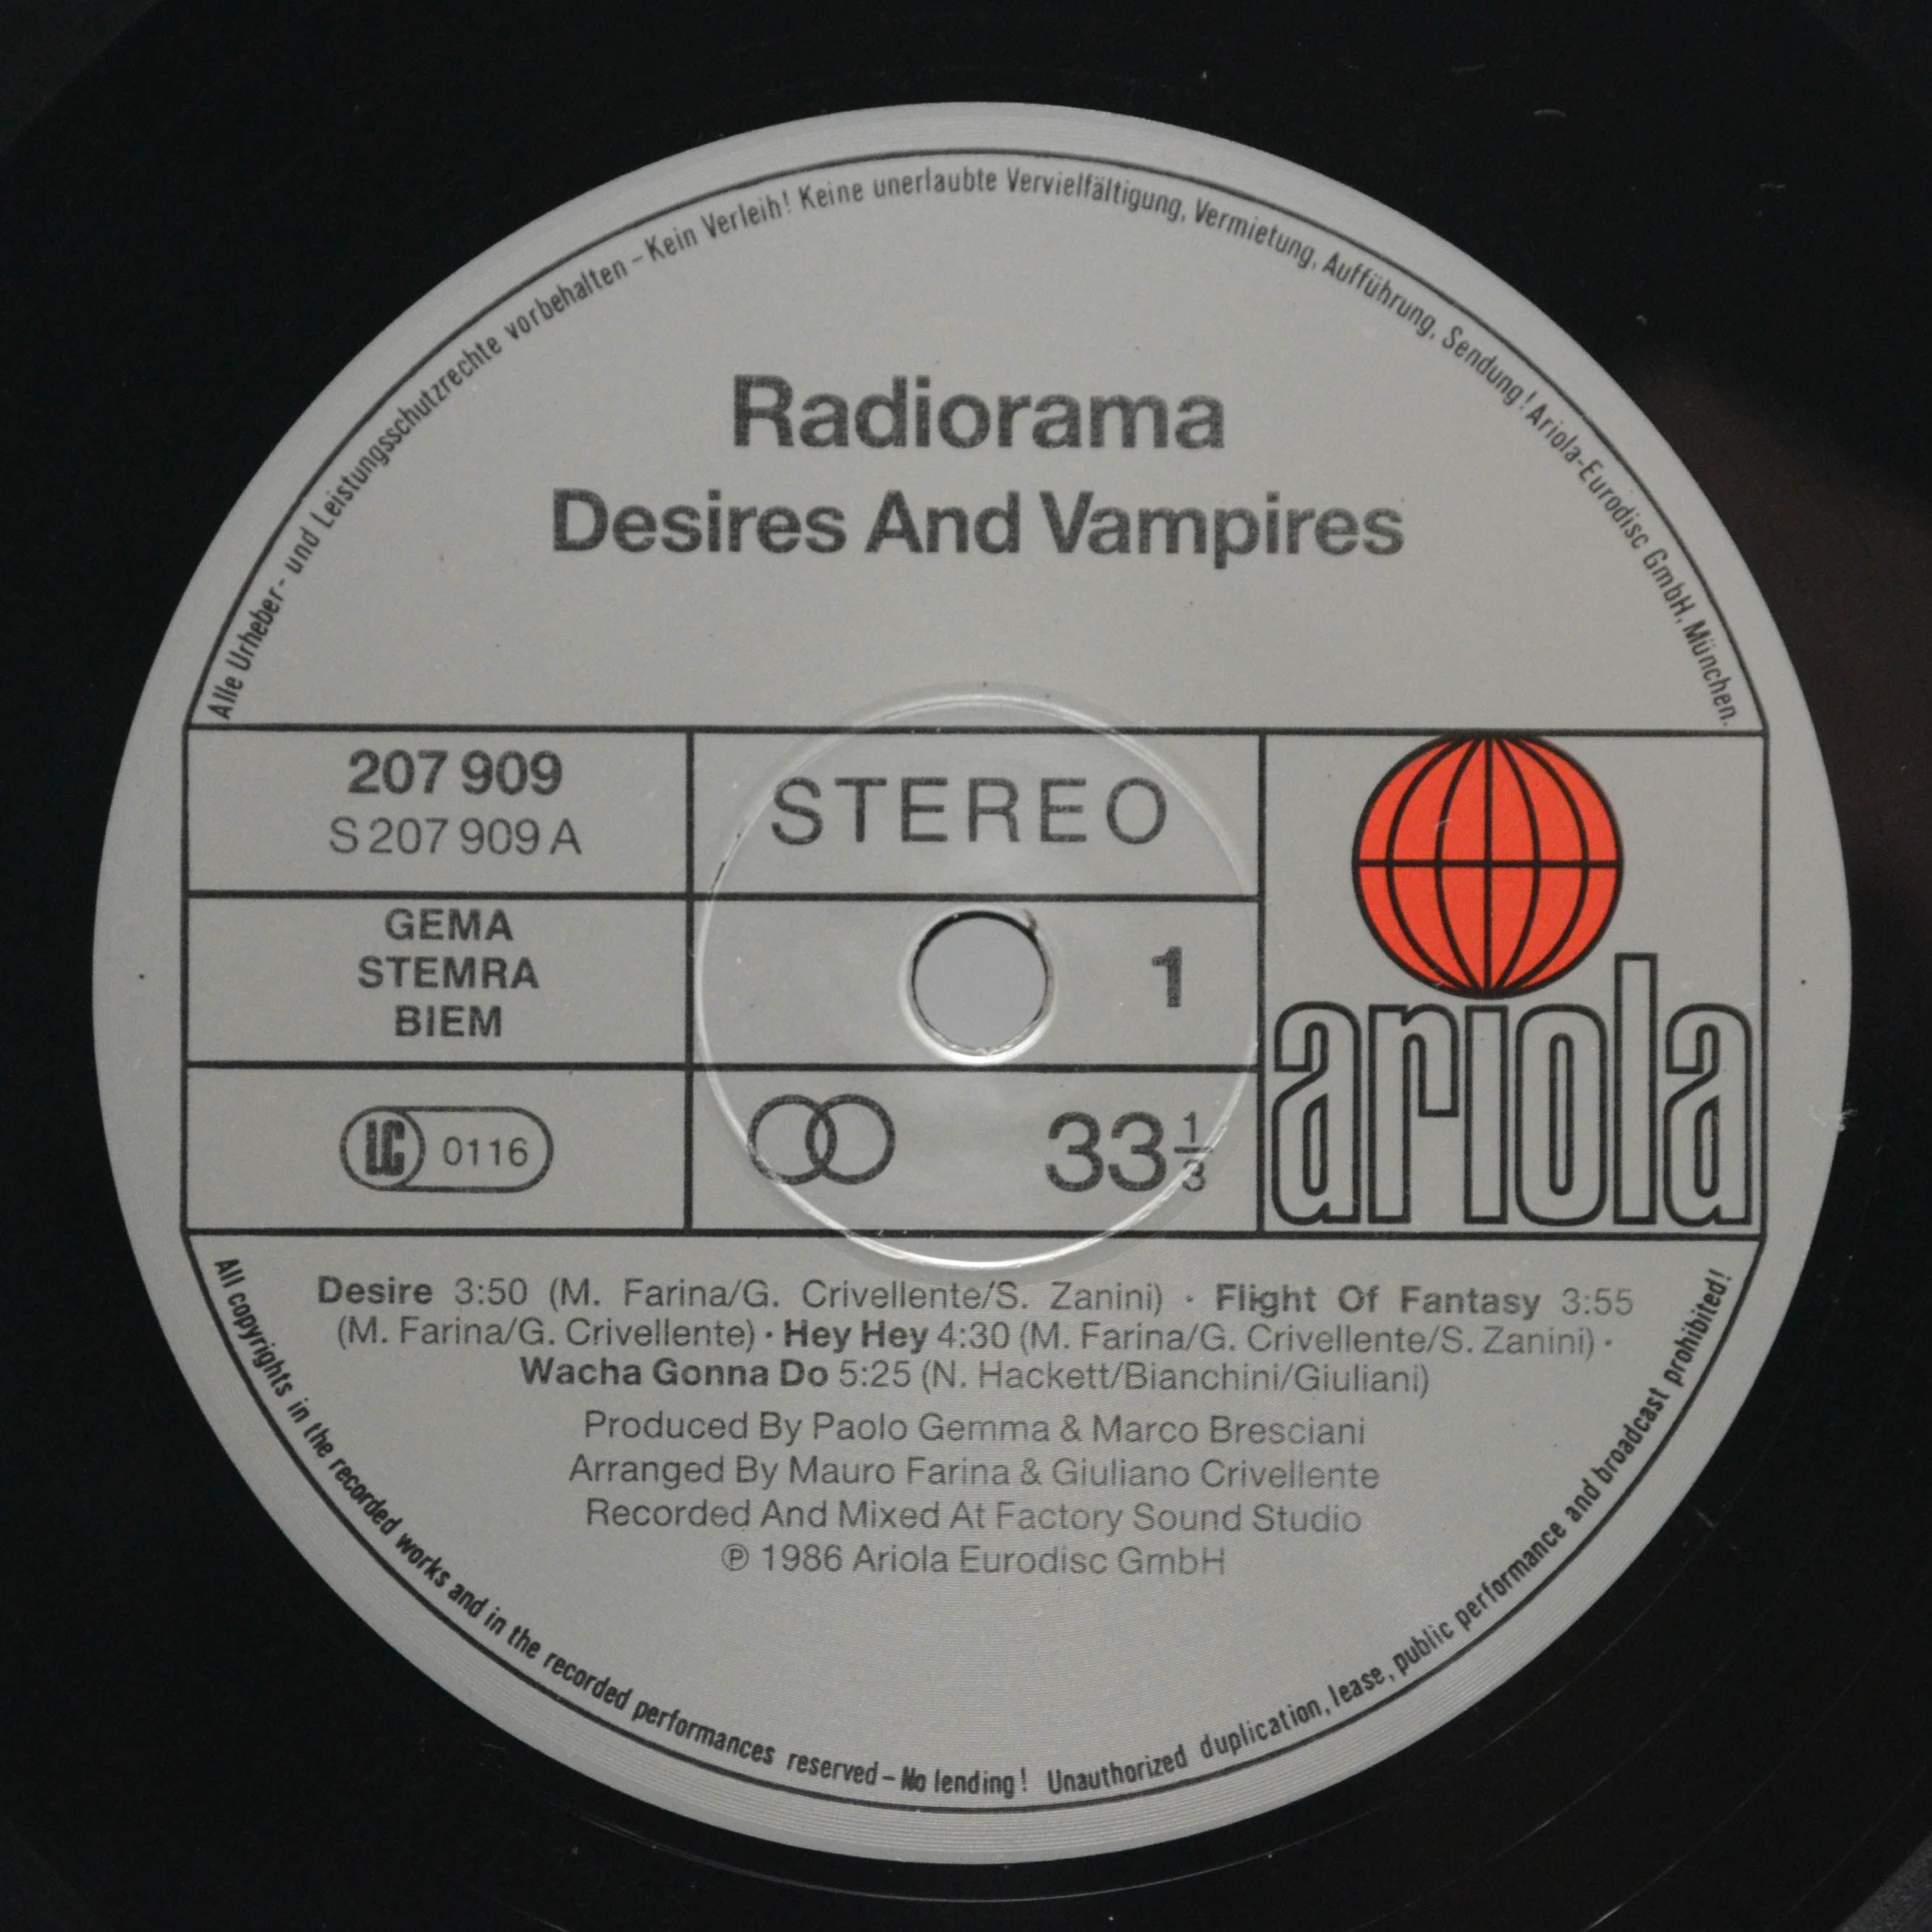 Alle Urheber- und Leistungsschutzrechte vorbehalten – Kein Verleih! Keine unerlaubte Vervielfältigung, Vermietung, Aufführung, Sendung! Ariola-Eurodisc GmbH, München.
Radiorama
Desires And Vampires
207 909
S 207 909 A
STEREO
GEMA
STEMRA
BIEM
1
LC 0116
33 1/3
ariola
Desire 3:50 (M. Farina/G. Crivellente/S. Zanini) · Flight Of Fantasy 3:55
(M. Farina/G. Crivellente) · Hey Hey 4:30 (M. Farina/G. Crivellente/S. Zanini) ·
Wacha Gonna Do 5:25 (N. Hackett/Bianchini/Giuliani)
Produced By Paolo Gemma & Marco Bresciani
Arranged By Mauro Farina & Giuliano Crivellente
Recorded And Mixed At Factory Sound Studio
℗ 1986 Ariola Eurodisc GmbH
All copyrights in the recorded works and in the recorded performances reserved – No lending! Unauthorized duplication, lease, public performance and broadcast prohibited!